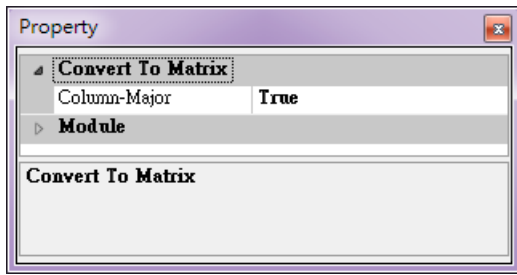 Property
Convert To Matrix
Column-Major True
Module
Convert To Matrix